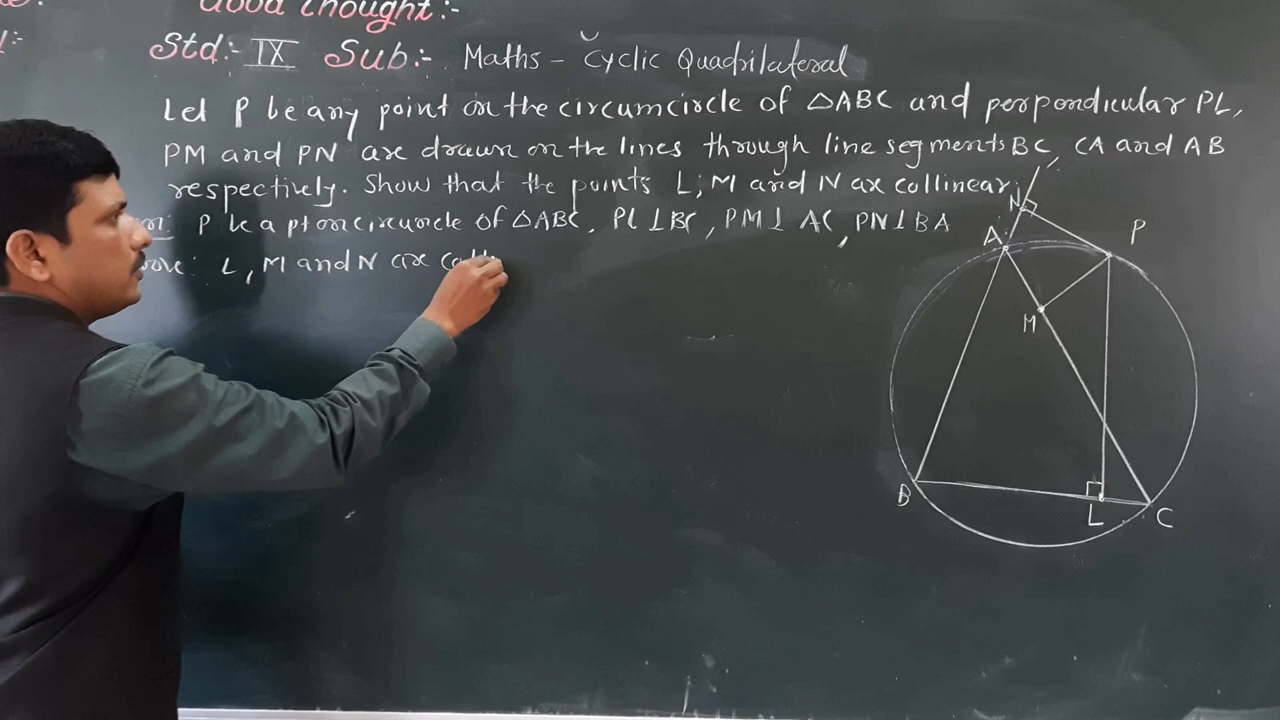 Good Thought:-
Std:- IX Sub:- Maths - Cyclic Quadrilateral
Let P be any point on the circumcircle of △ABC and perpendicular PL,
PM and PN are drawn on the lines through line segments BC, CA and AB
respectively. Show that the points L, M and N are collinear.
P be a pt on circumcle of △ABC, PL⊥BC, PM⊥ AC, PN⊥BA
L, M and N are
N
A
P
M
B
L
C